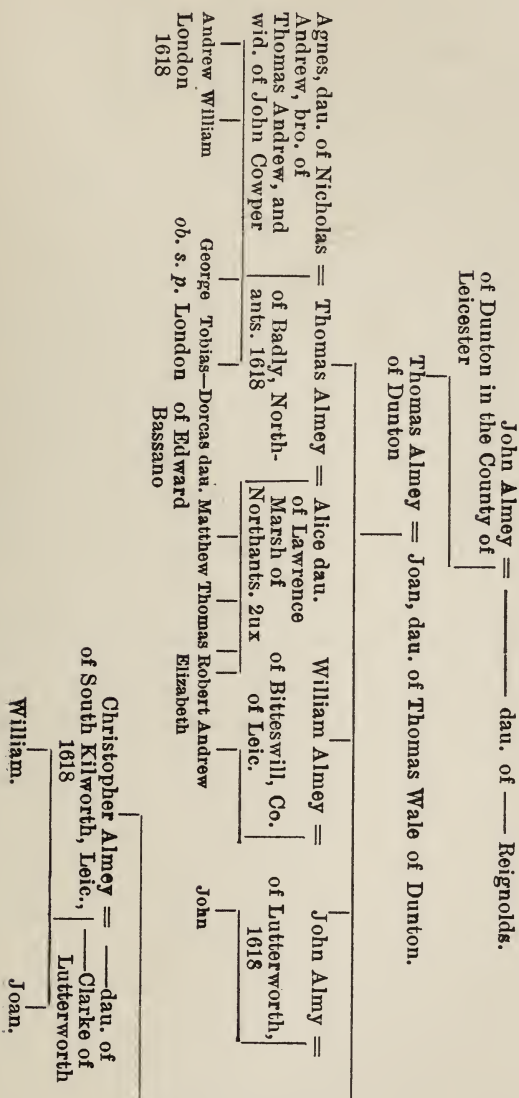 John Almey = ——— dau. of —— Reignolds.
of Dunton in the County of
Leicester
Thomas Almey = Joan, dau. of Thomas Wale of Dunton.
of Dunton
Agnes, dau. of Nicholas = Thomas Almey = Alice dau.
Andrew, bro. of
Thomas Andrew, and
wid. of John Cowper
of Badly, North-
ants. 1618
of Lawrence
Marsh of
Northants. 2ux
William Almey =
of Bitteswill, Co.
of Leic.
John Almy =
of Lutterworth,
1618
Christopher Almey = ——dau. of
of South Kilworth, Leic.,
1618
——Clarke of
Lutterworth
Andrew William
London
1618
George Tobias—Dorcas dau. Matthew Thomas Robert Andrew
ob. s. p. London of Edward
Bassano
Elizabeth
John
William. Joan.